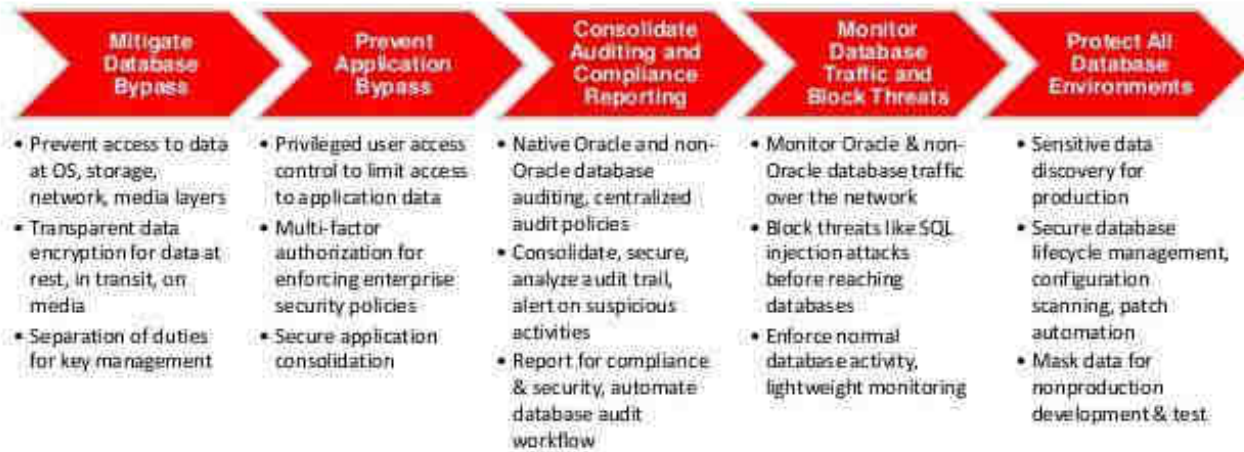 Mitigate
Database
Bypass
Prevent
Application
Bypass
Consolidate
Auditing and
Compliance
Reporting
Monitor
Database
Traffic and
Block Threats
Protect All
Database
Environments
• Prevent access to data
at OS, storage,
network, media layers
• Transparent data
encryption for data at
rest, in transit, on
media
• Separation of duties
for key management
• Privileged user access
control to limit access
to application data
• Multi-factor
authorization for
enforcing enterprise
security policies
• Secure application
consolidation
• Native Oracle and non-
Oracle database
auditing, centralized
audit policies
• Consolidate, secure,
analyze audit trail,
alert on suspicious
activities
• Report for compliance
& security, automate
database audit
workflow
• Monitor Oracle & non-
Oracle database traffic
over the network
• Block threats like SQL
injection attacks
before reaching
databases
• Enforce normal
database activity,
lightweight monitoring
• Sensitive data
discovery for
production
• Secure database
lifecycle management,
configuration
scanning, patch
automation
• Mask data for
nonproduction
development & test